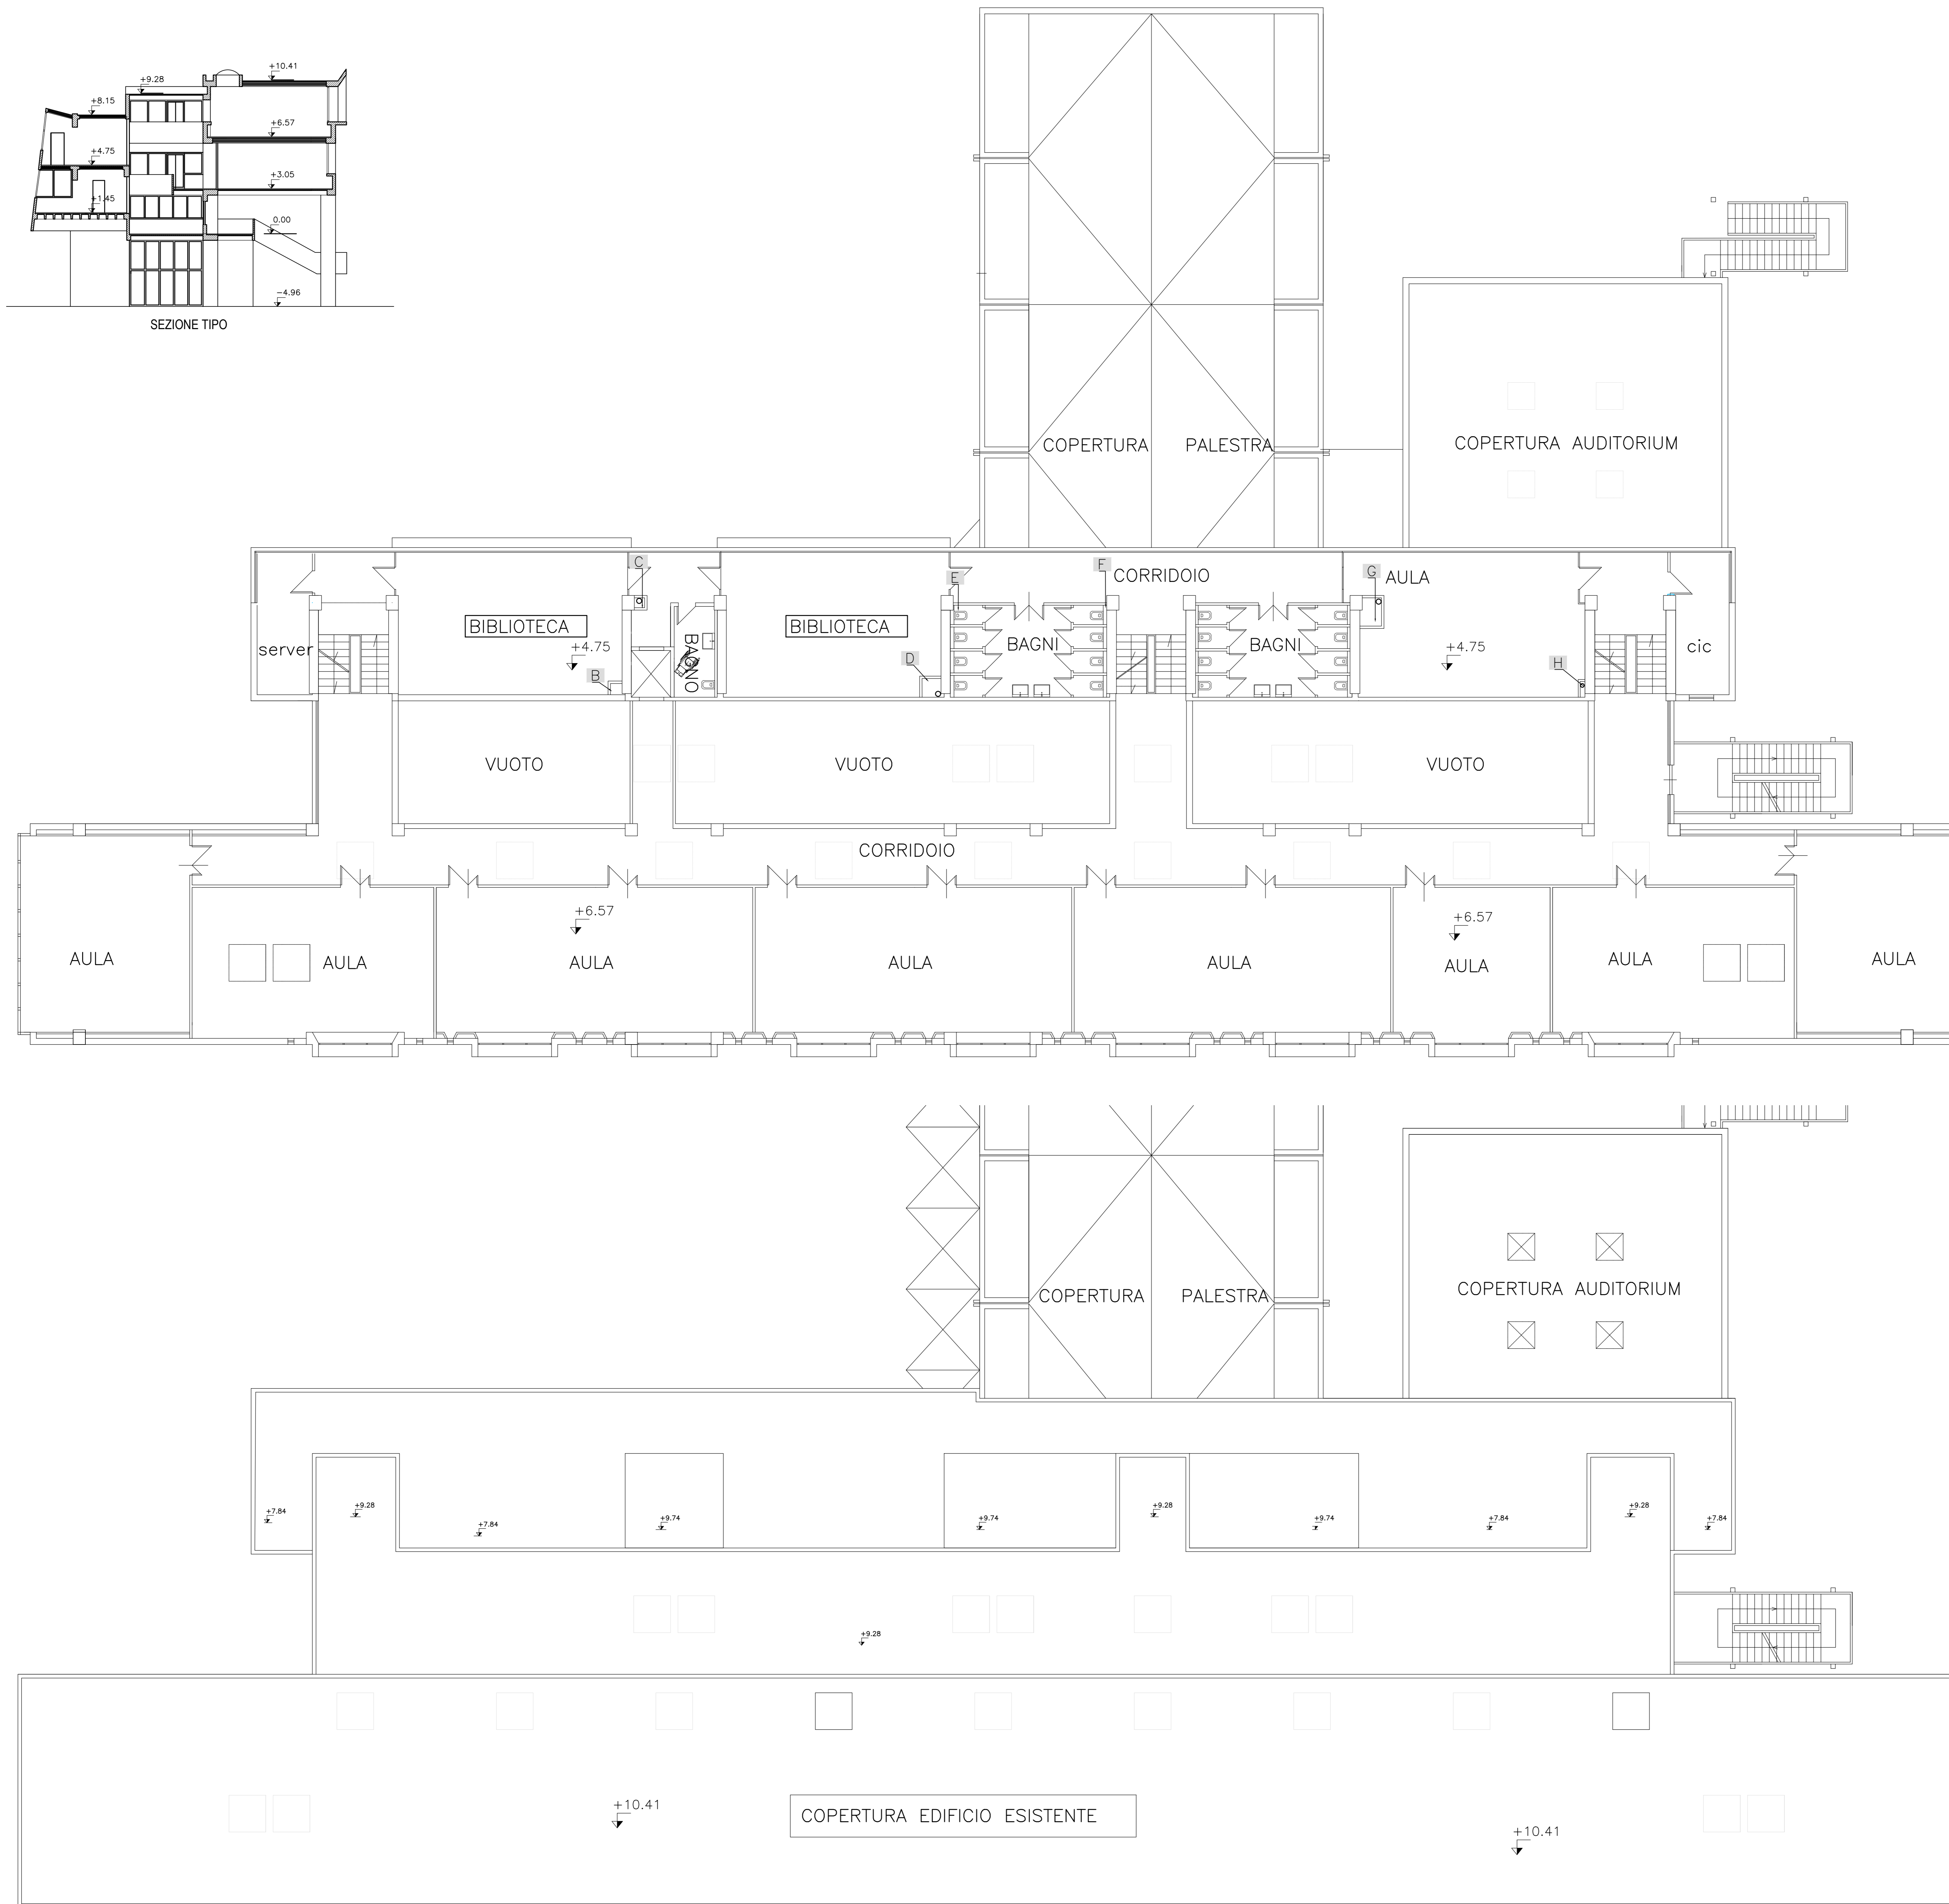 +10.41
+9.28
+8.15
+6.57
+4.75
+3.05
+1.45
0.00
-4.96
SEZIONE TIPO
COPERTURA PALESTRA
COPERTURA AUDITORIUM
C
F
E
CORRIDOIO
G
AULA
BIBLIOTECA
BIBLIOTECA
server
BAGNO
BAGNI
BAGNI
cic
+4.75
+4.75
B
D
H
VUOTO
VUOTO
VUOTO
CORRIDOIO
+6.57
+6.57
AULA
AULA
AULA
AULA
AULA
AULA
AULA
AULA
COPERTURA PALESTRA
COPERTURA AUDITORIUM
+7.84
+9.28
+7.84
+9.74
+9.74
+9.28
+9.74
+7.84
+9.28
+7.84
+9.28
+10.41
COPERTURA EDIFICIO ESISTENTE
+10.41